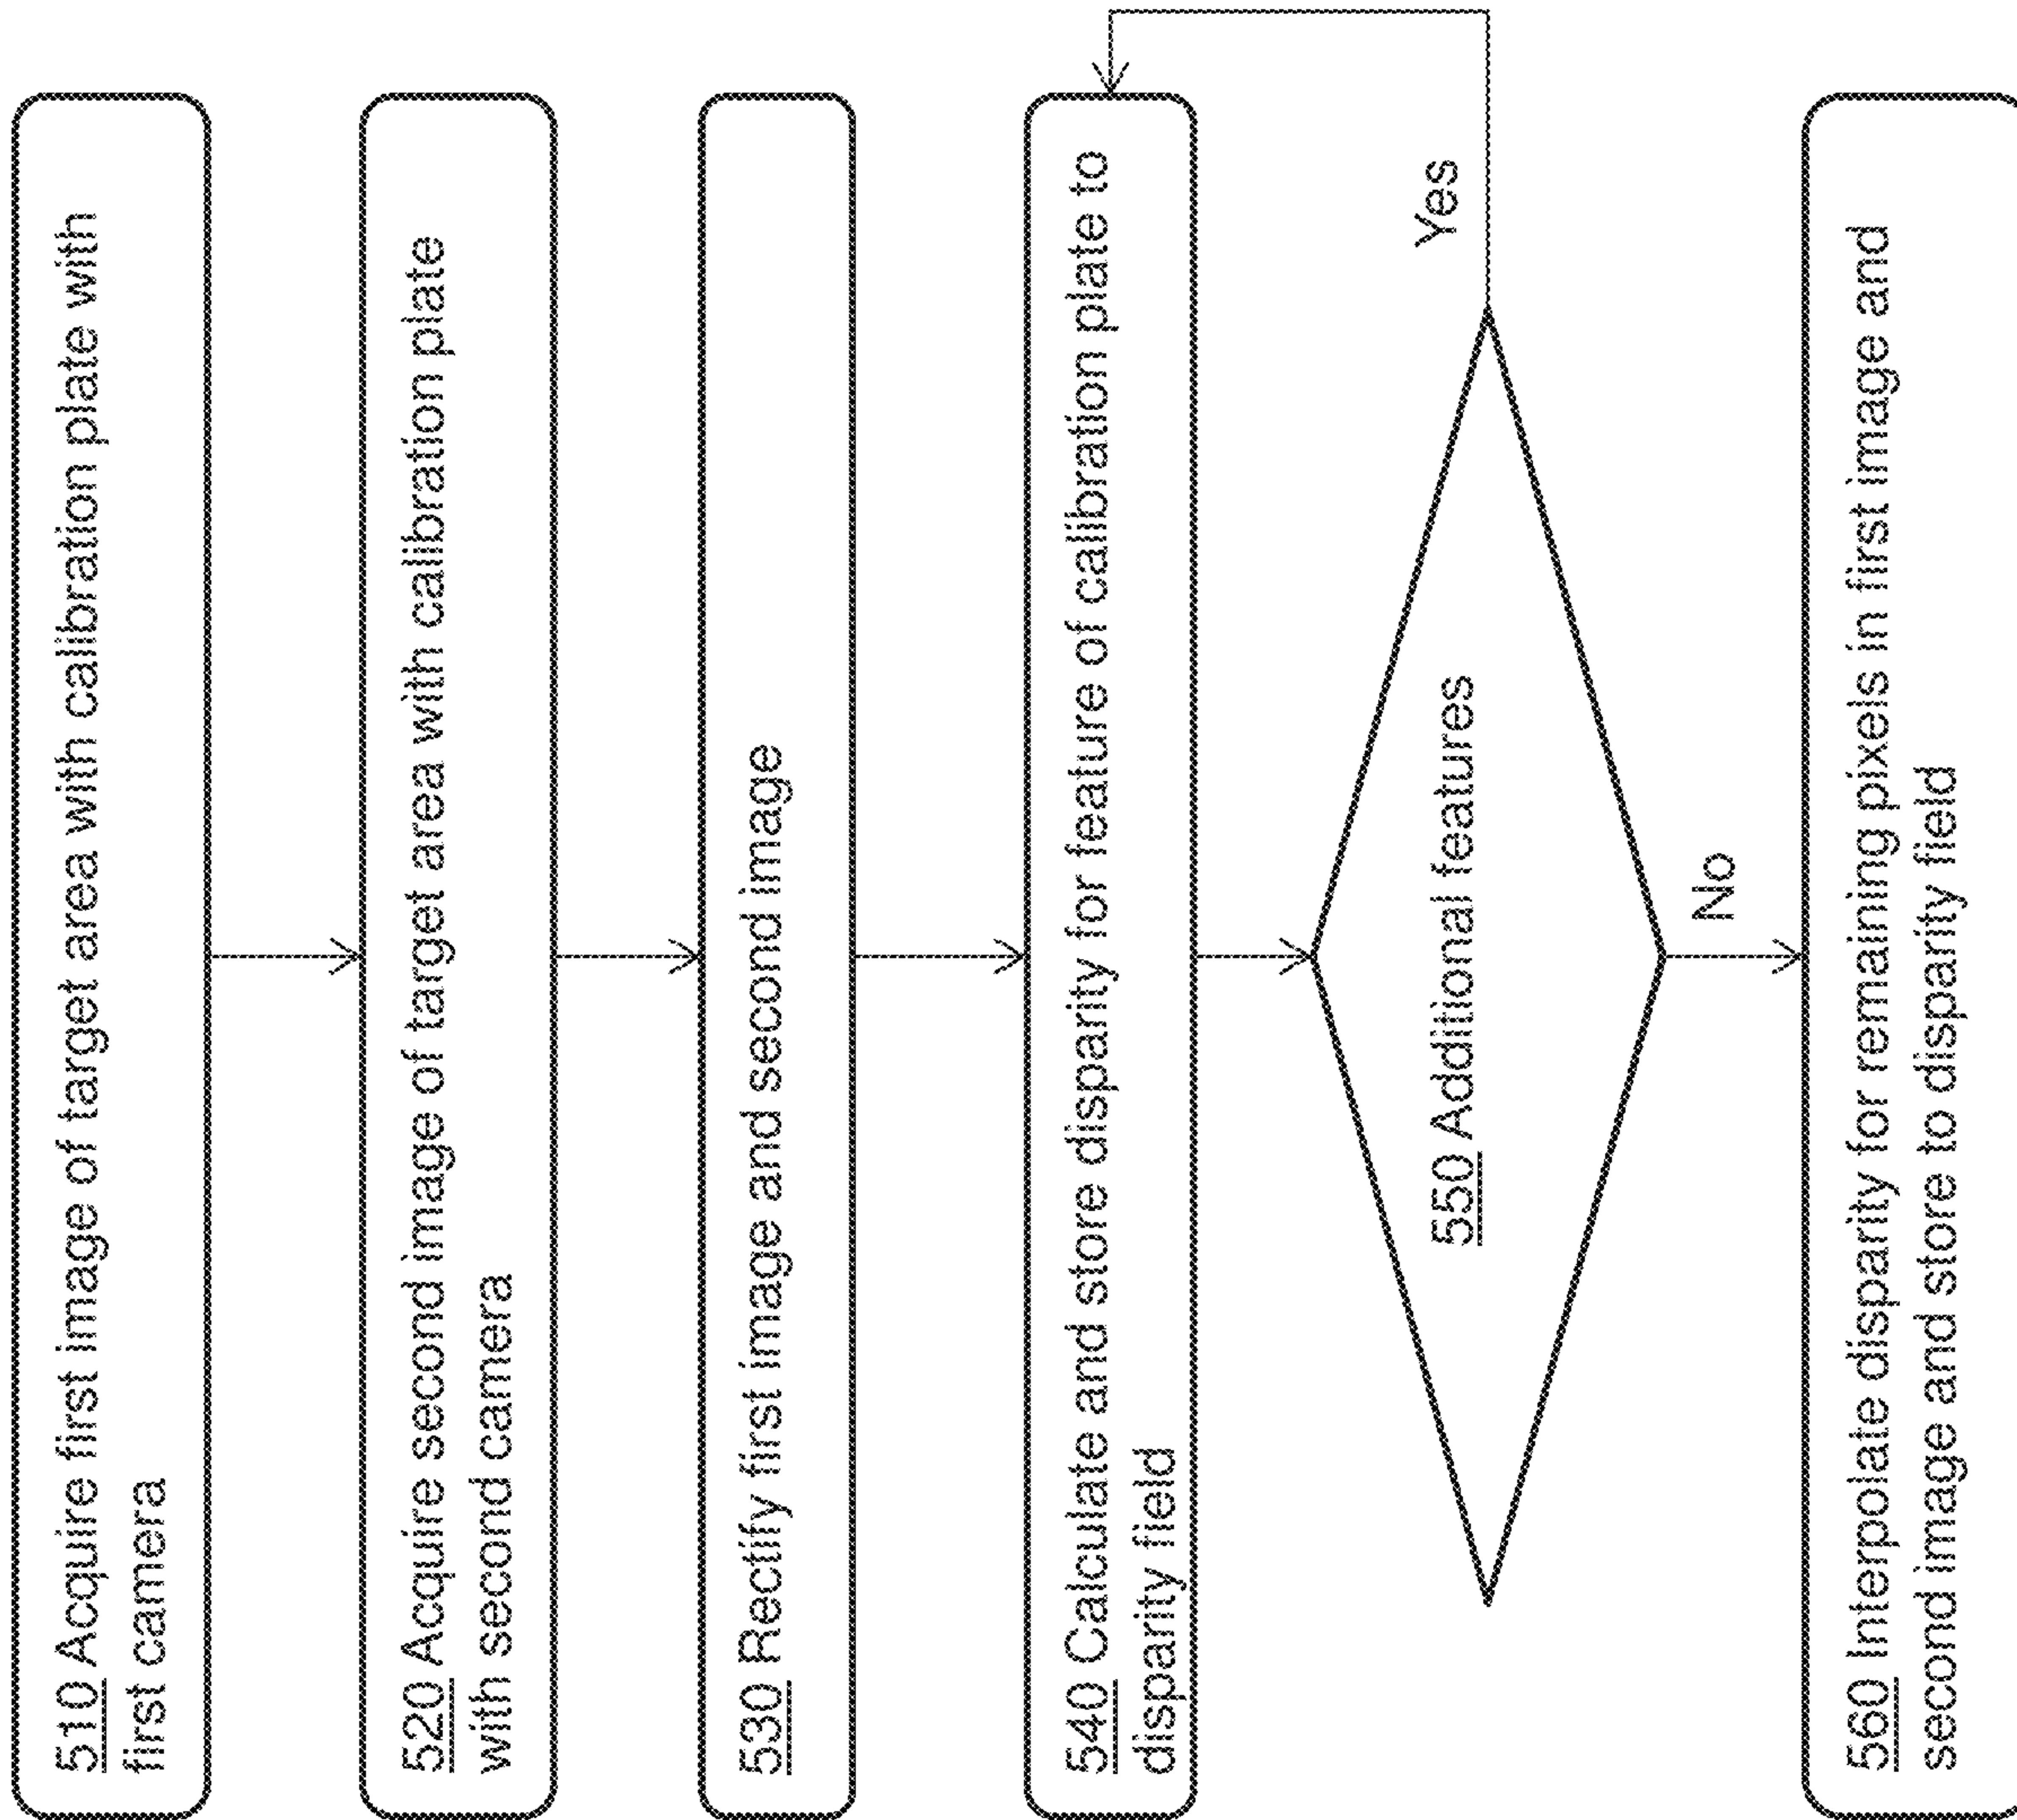 510 Acquire first image of target area with calibration plate with
first camera
520 Acquire second image of target area with calibration plate
with second camera
530 Rectify first image and second image
540 Calculate and store disparity for feature of calibration plate to
disparity field
550 Additional features
Yes
No
560 Interpolate disparity for remaining pixels in first image and
second image and store to disparity field